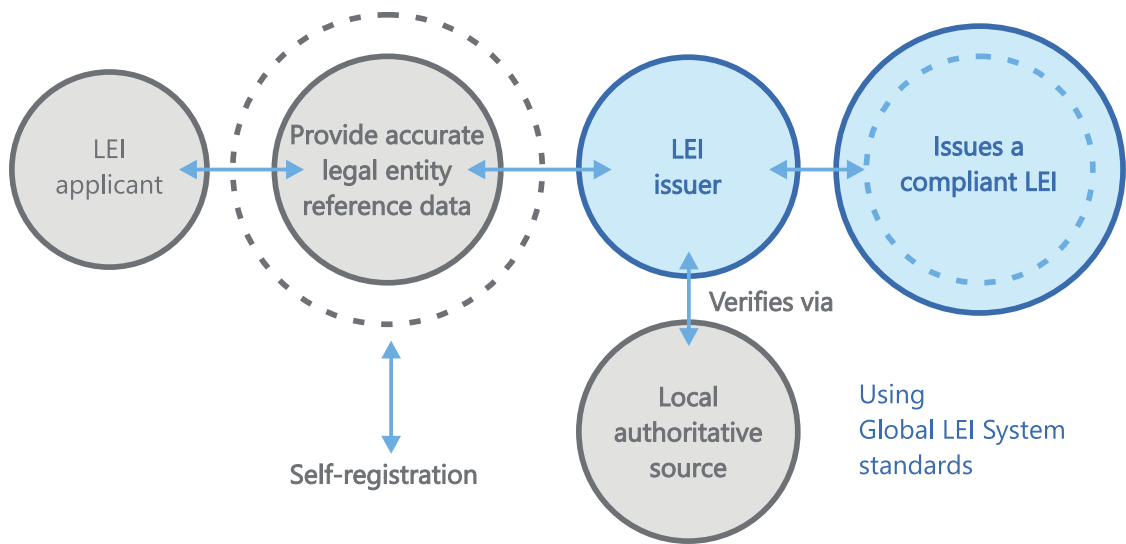 LEI
applicant
Provide accurate
legal entity
reference data
LEI
issuer
Issues a
compliant LEI
Verifies via
Local
authoritative
source
Self-registration
Using
Global LEI System
standards